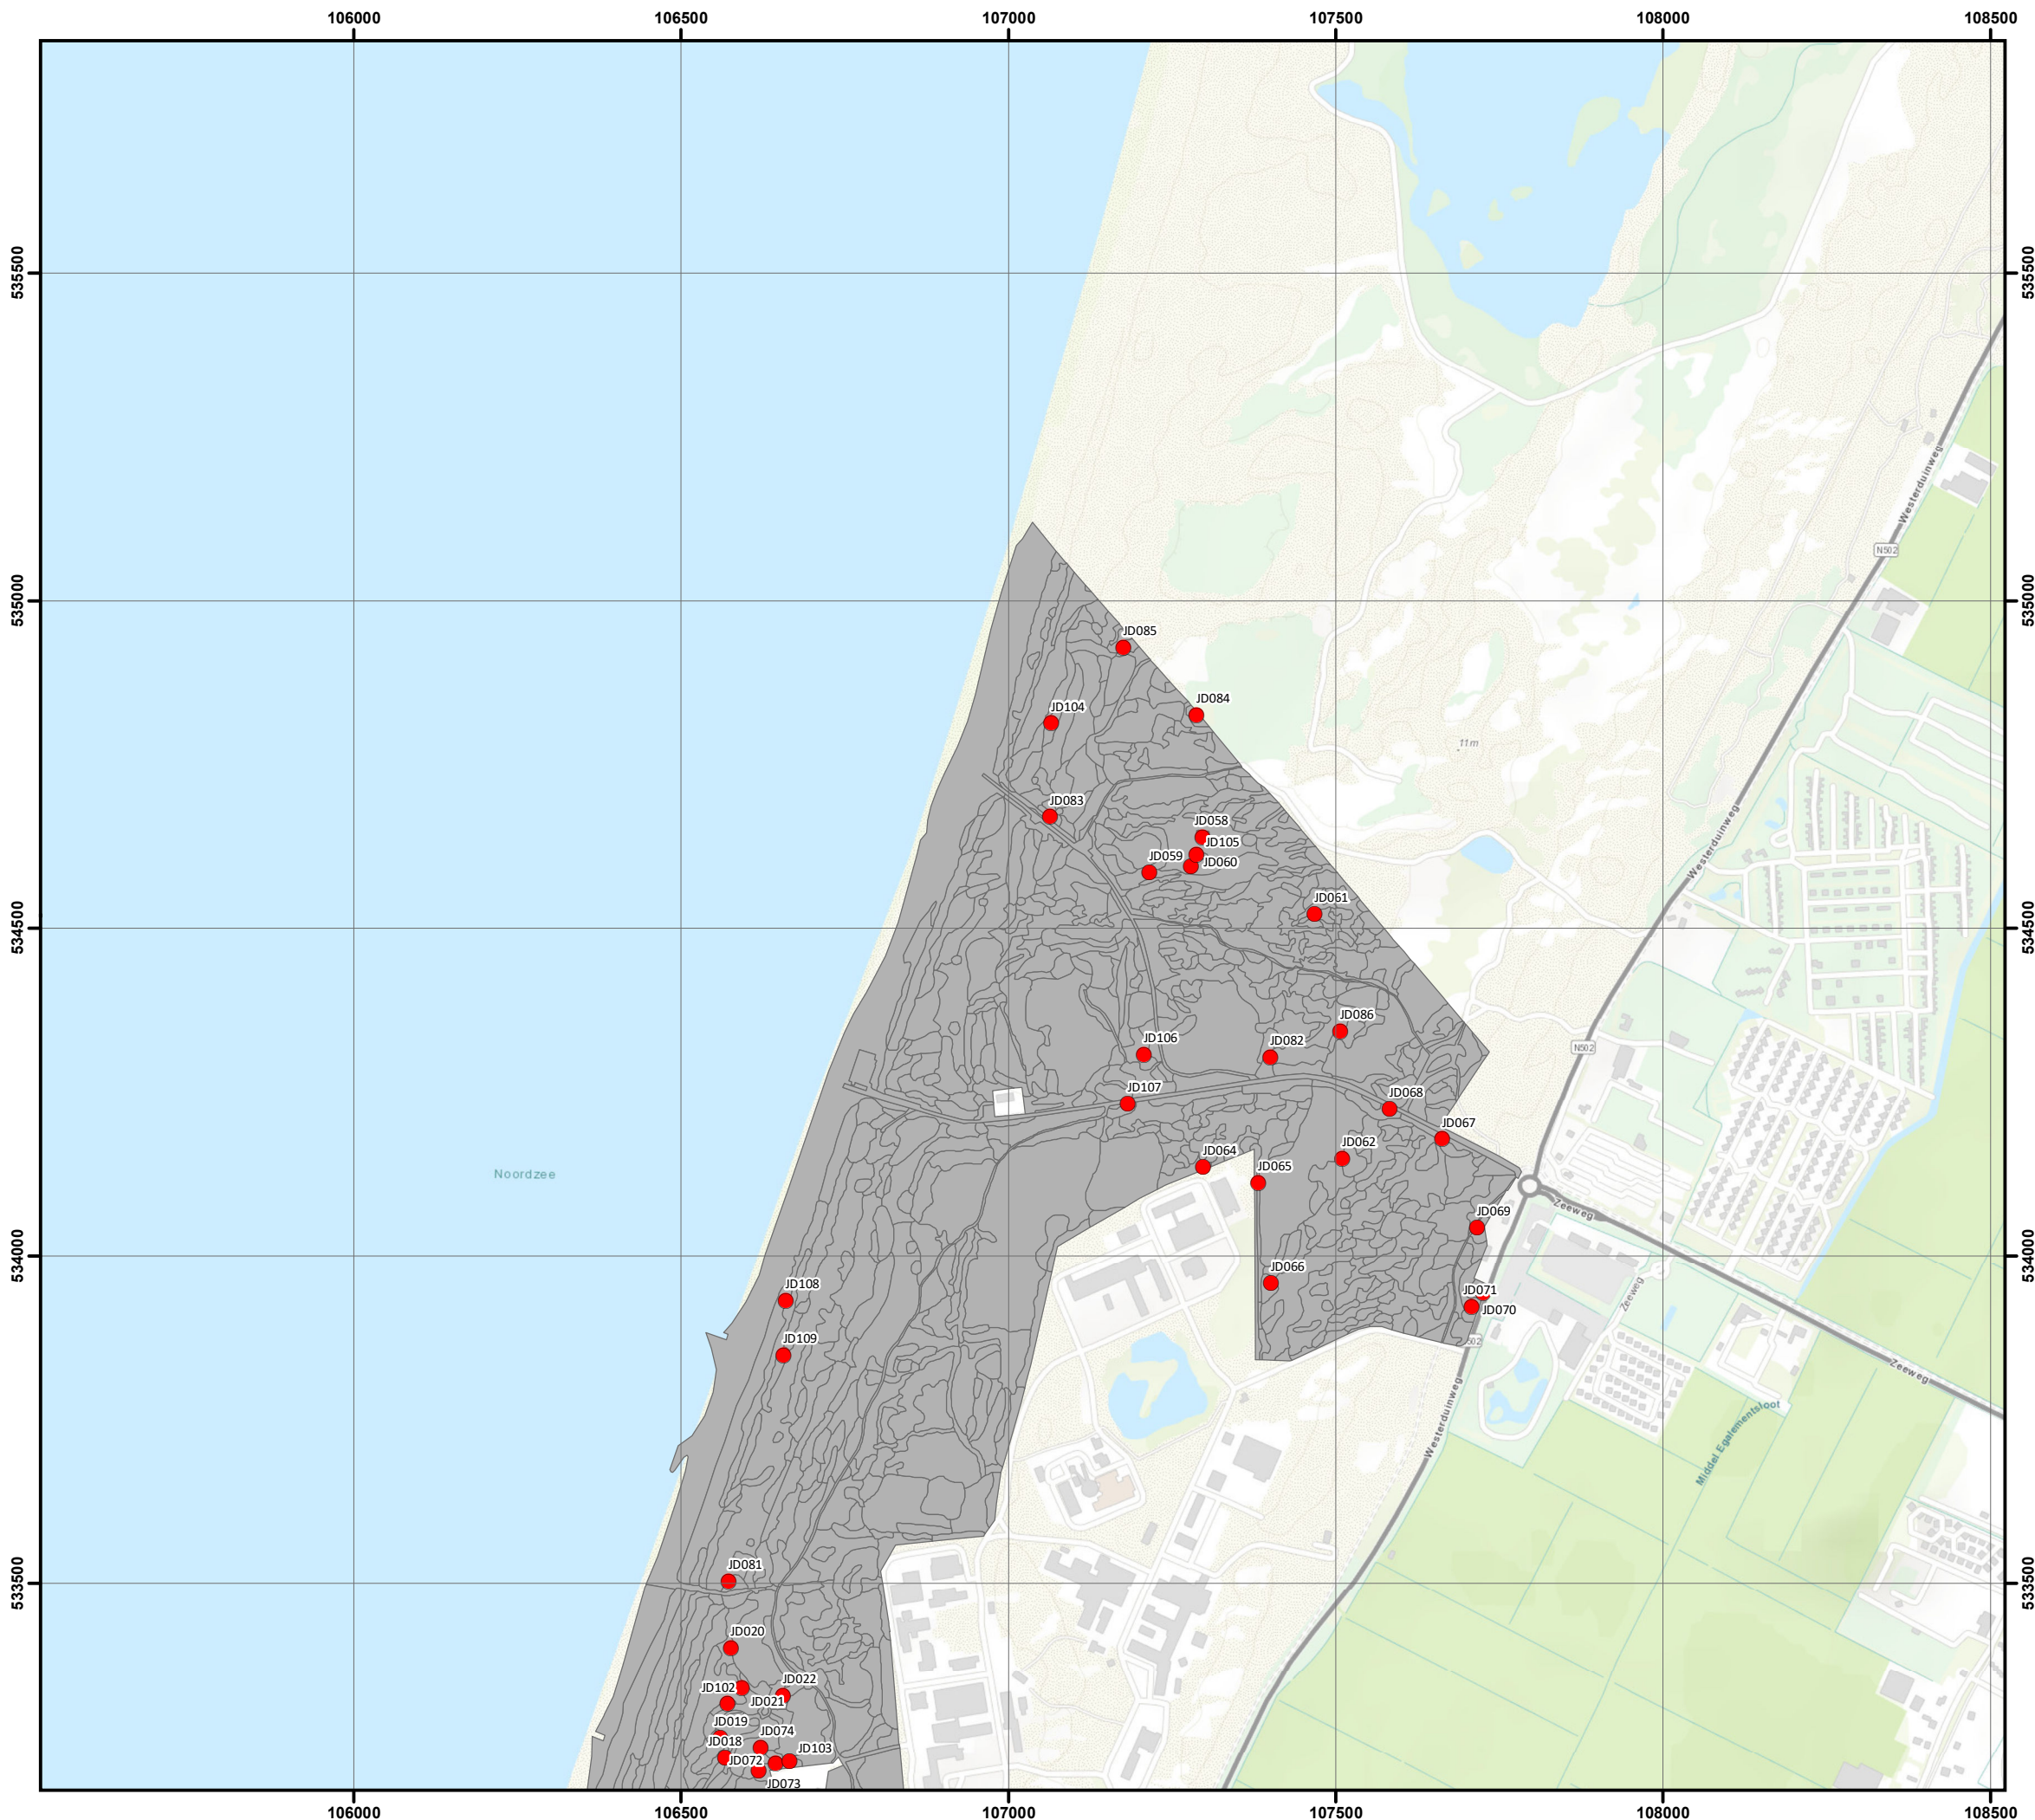 106000
106500
107000
107500
108000
108500
535500
535500
Westerduinweg
N502
535000
535000
JD085
JD084
JD104
11m
JD083
JD058
JD105
JD059
JD060
Westerduinweg
JD061
534500
534500
JD086
JD106
JD082
N502
JD107
JD068
JD067
JD062
JD064
JD065
Noordzee
Zeeweg
JD069
534000
534000
JD066
JD108
JD071
JD070
Zeeweg
JD109
502
Zeeweg
Westerduinweg
Middel Egalementsloot
JD081
533500
533500
JD020
JD022
JD102
JD021
JD019
JD074
JD018
JD103
JD072
JD073
106000
106500
107000
107500
108000
108500